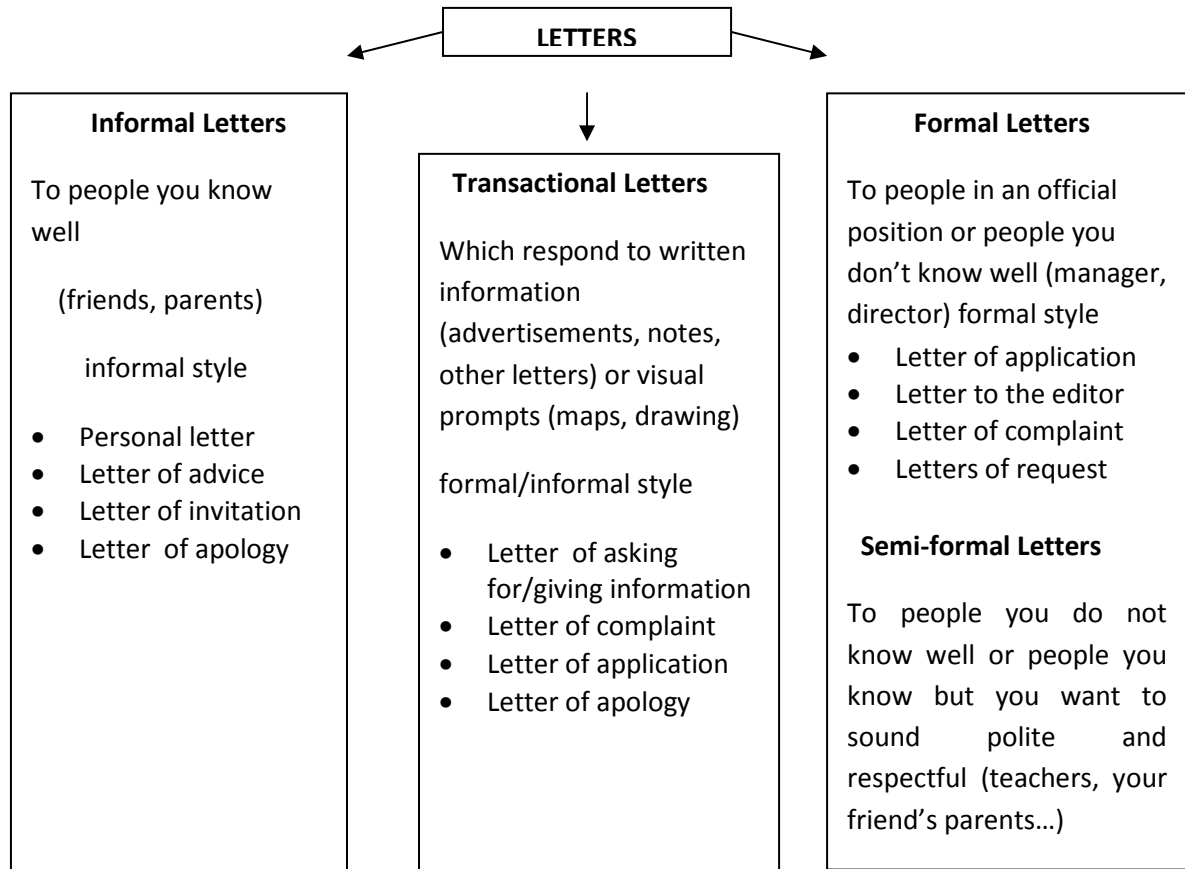 LETTERS
Informal Letters
To people you know
well
(friends, parents)
informal style
• Personal letter
• Letter of advice
• Letter of invitation
• Letter of apology
Transactional Letters
Which respond to written
information
(advertisements, notes,
other letters) or visual
prompts (maps, drawing)
formal/informal style
• Letter of asking
for/giving information
• Letter of complaint
• Letter of application
• Letter of apology
Formal Letters
To people in an official
position or people you
don’t know well (manager,
director) formal style
• Letter of application
• Letter to the editor
• Letter of complaint
• Letters of request
Semi-formal Letters
To people you do not
know well or people you
know but you want to
sound polite and
respectful (teachers, your
friend’s parents…)